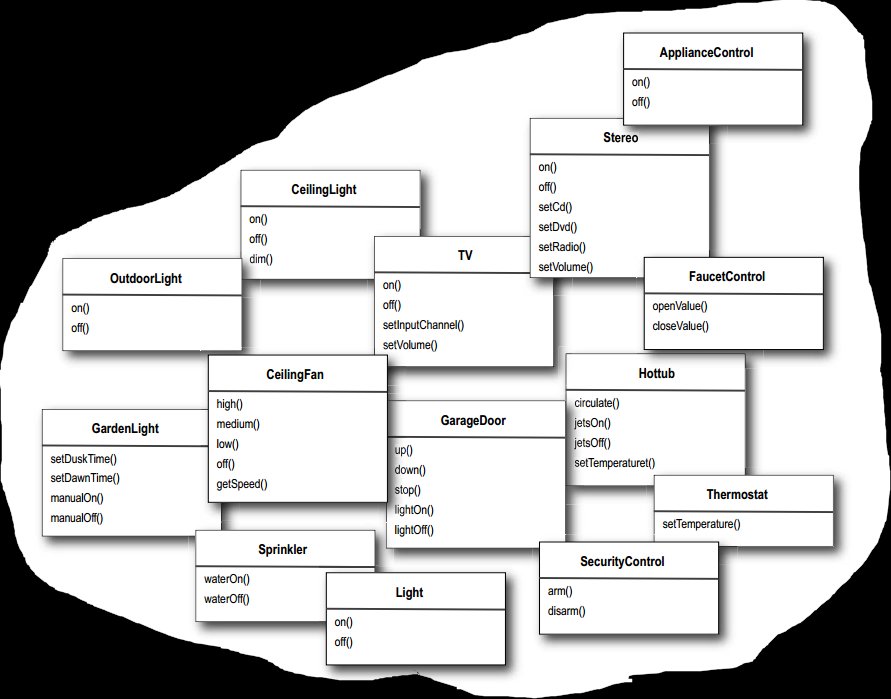 ApplianceControl
on()
off()
Stereo
on()
off()
setCd()
setDvd()
setRadio()
setVolume()
CeilingLight
on()
off()
dim()
TV
on()
off()
setInputChannel()
setVolume()
OutdoorLight
on()
off()
FaucetControl
openValue()
closeValue()
CeilingFan
high()
medium()
low()
off()
getSpeed()
Hottub
circulate()
jetsOn()
jetsOff()
setTemperaturet()
GardenLight
setDuskTime()
setDawnTime()
manualOn()
manualOff()
GarageDoor
up()
down()
stop()
lightOn()
lightOff()
Thermostat
setTemperature()
Sprinkler
waterOn()
waterOff()
SecurityControl
arm()
disarm()
Light
on()
off()